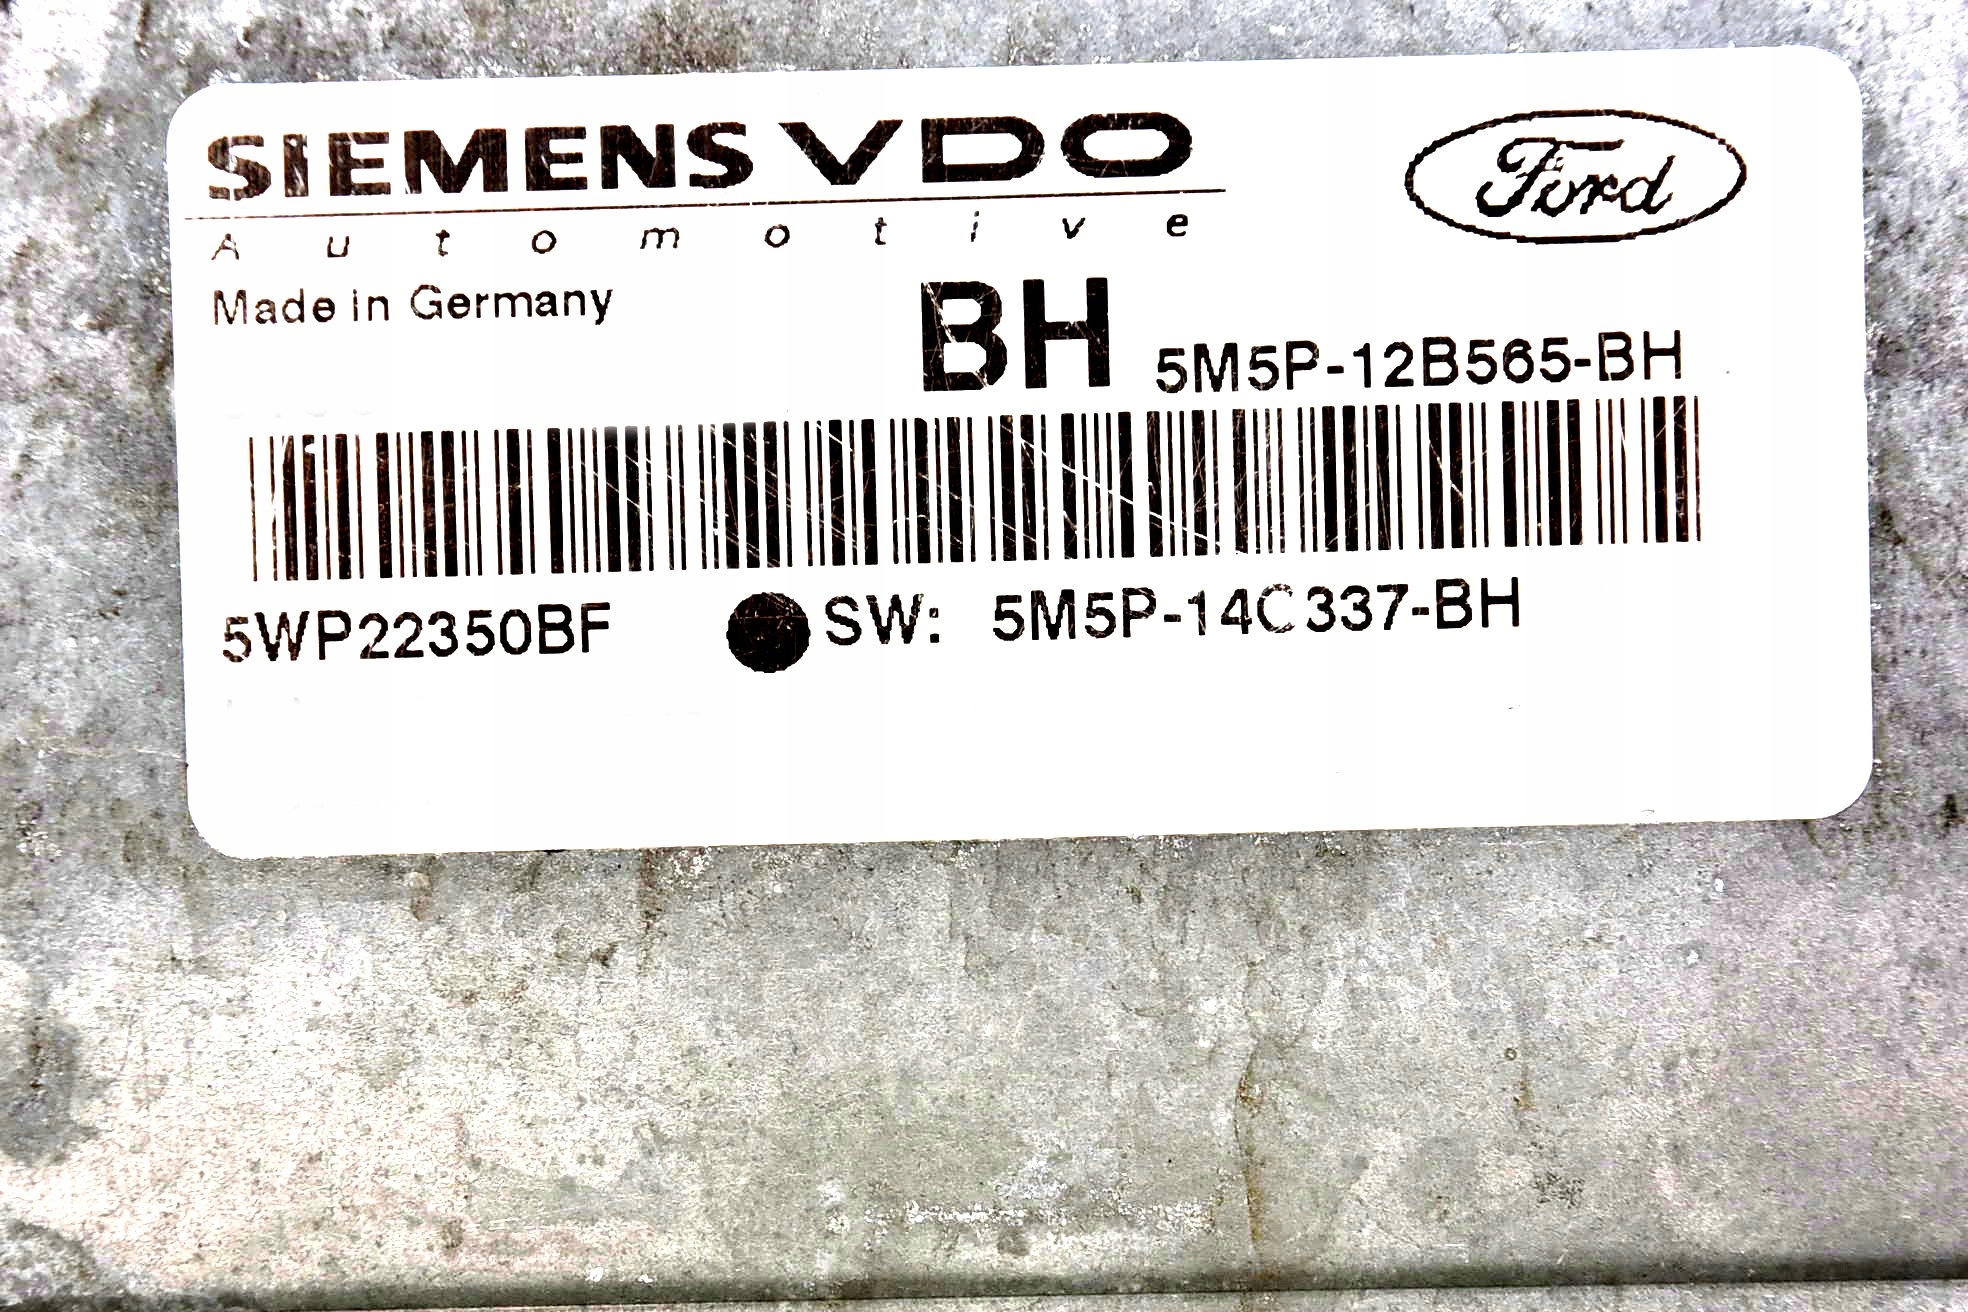 SIEMENS VDO
Automotive
Ford
Made in Germany
BH 5M5P-12B565-BH
5WP22350BF SW: 5M5P-14C337-BH